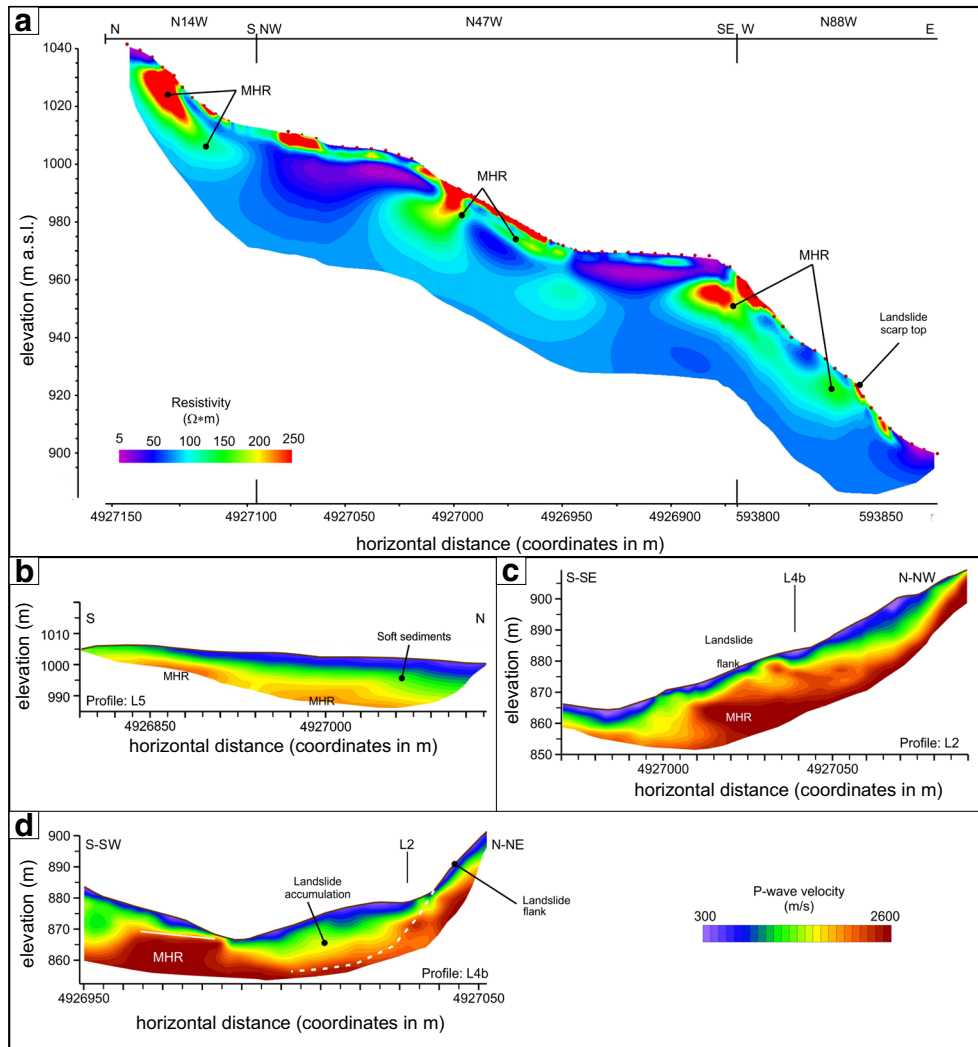 a
N N14W S NW N47W SE W N88W E
1040
1020
1000
980
960
940
920
900
elevation (m a.s.l.)
MHR
MHR
MHR
Landslide
scarp top
Resistivity
(Ω*m)
5 50 100 150 200 250
4927150 4927100 4927050 4927000 4926950 4926900 593800 593850
horizontal distance (coordinates in m)
b
S N
1010
1000
990
elevation (m)
Soft sediments
MHR
MHR
Profile: L5
4926850 4927000
horizontal distance (coordinates in m)
c
S-SE L4b N-NW
900
890
880
870
860
850
elevation (m)
Landslide
flank
MHR
Profile: L2
4927000 4927050
horizontal distance (coordinates in m)
d
S-SW L2 N-NE
900
890
880
870
860
elevation (m)
Landslide
accumulation
Landslide
flank
MHR
Profile: L4b
4926950 4927050
horizontal distance (coordinates in m)
P-wave velocity
(m/s)
300 2600